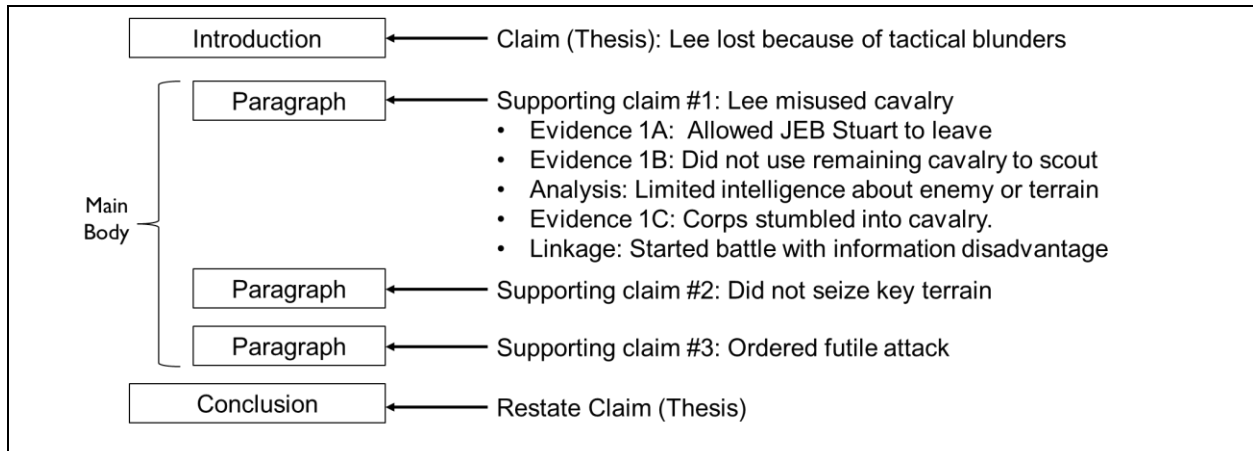 Introduction
Claim (Thesis): Lee lost because of tactical blunders
Paragraph
Supporting claim #1: Lee misused cavalry
• Evidence 1A: Allowed JEB Stuart to leave
• Evidence 1B: Did not use remaining cavalry to scout
• Analysis: Limited intelligence about enemy or terrain
• Evidence 1C: Corps stumbled into cavalry.
• Linkage: Started battle with information disadvantage
Main
Body
Paragraph
Supporting claim #2: Did not seize key terrain
Paragraph
Supporting claim #3: Ordered futile attack
Conclusion
Restate Claim (Thesis)